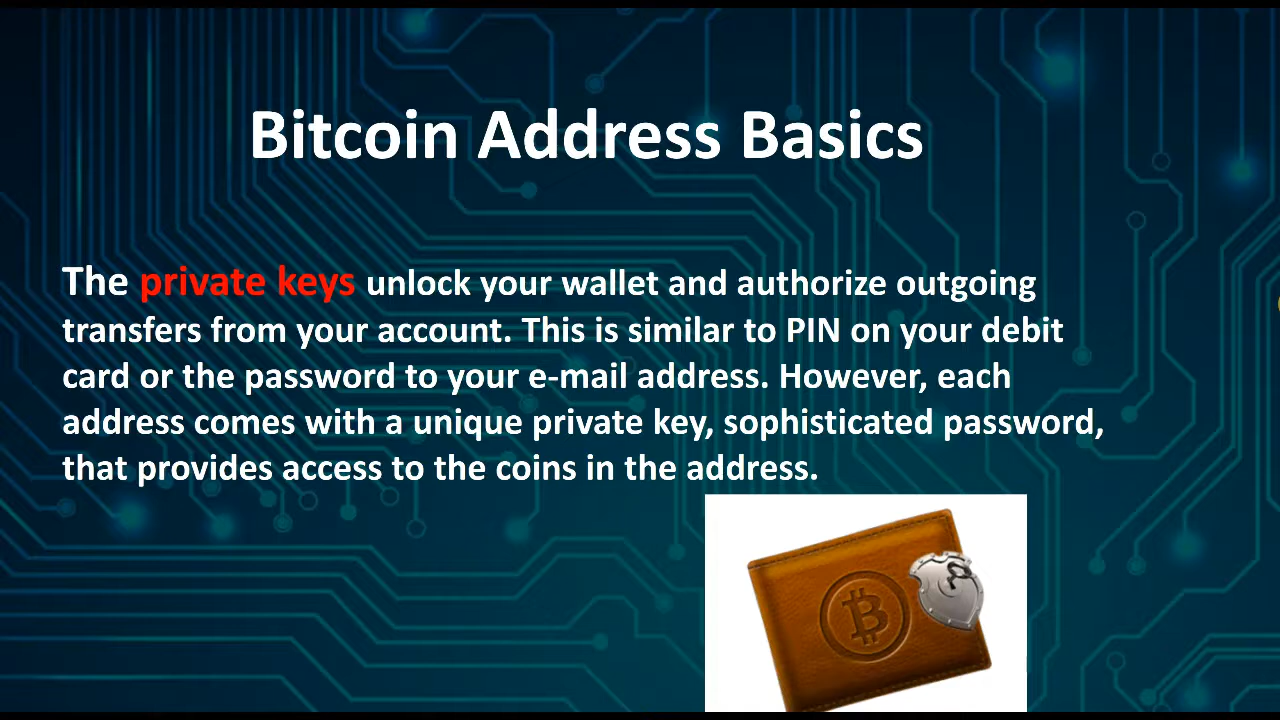 Bitcoin Address Basics
The private keys unlock your wallet and authorize outgoing
transfers from your account. This is similar to PIN on your debit
card or the password to your e-mail address. However, each
address comes with a unique private key, sophisticated password,
that provides access to the coins in the address.